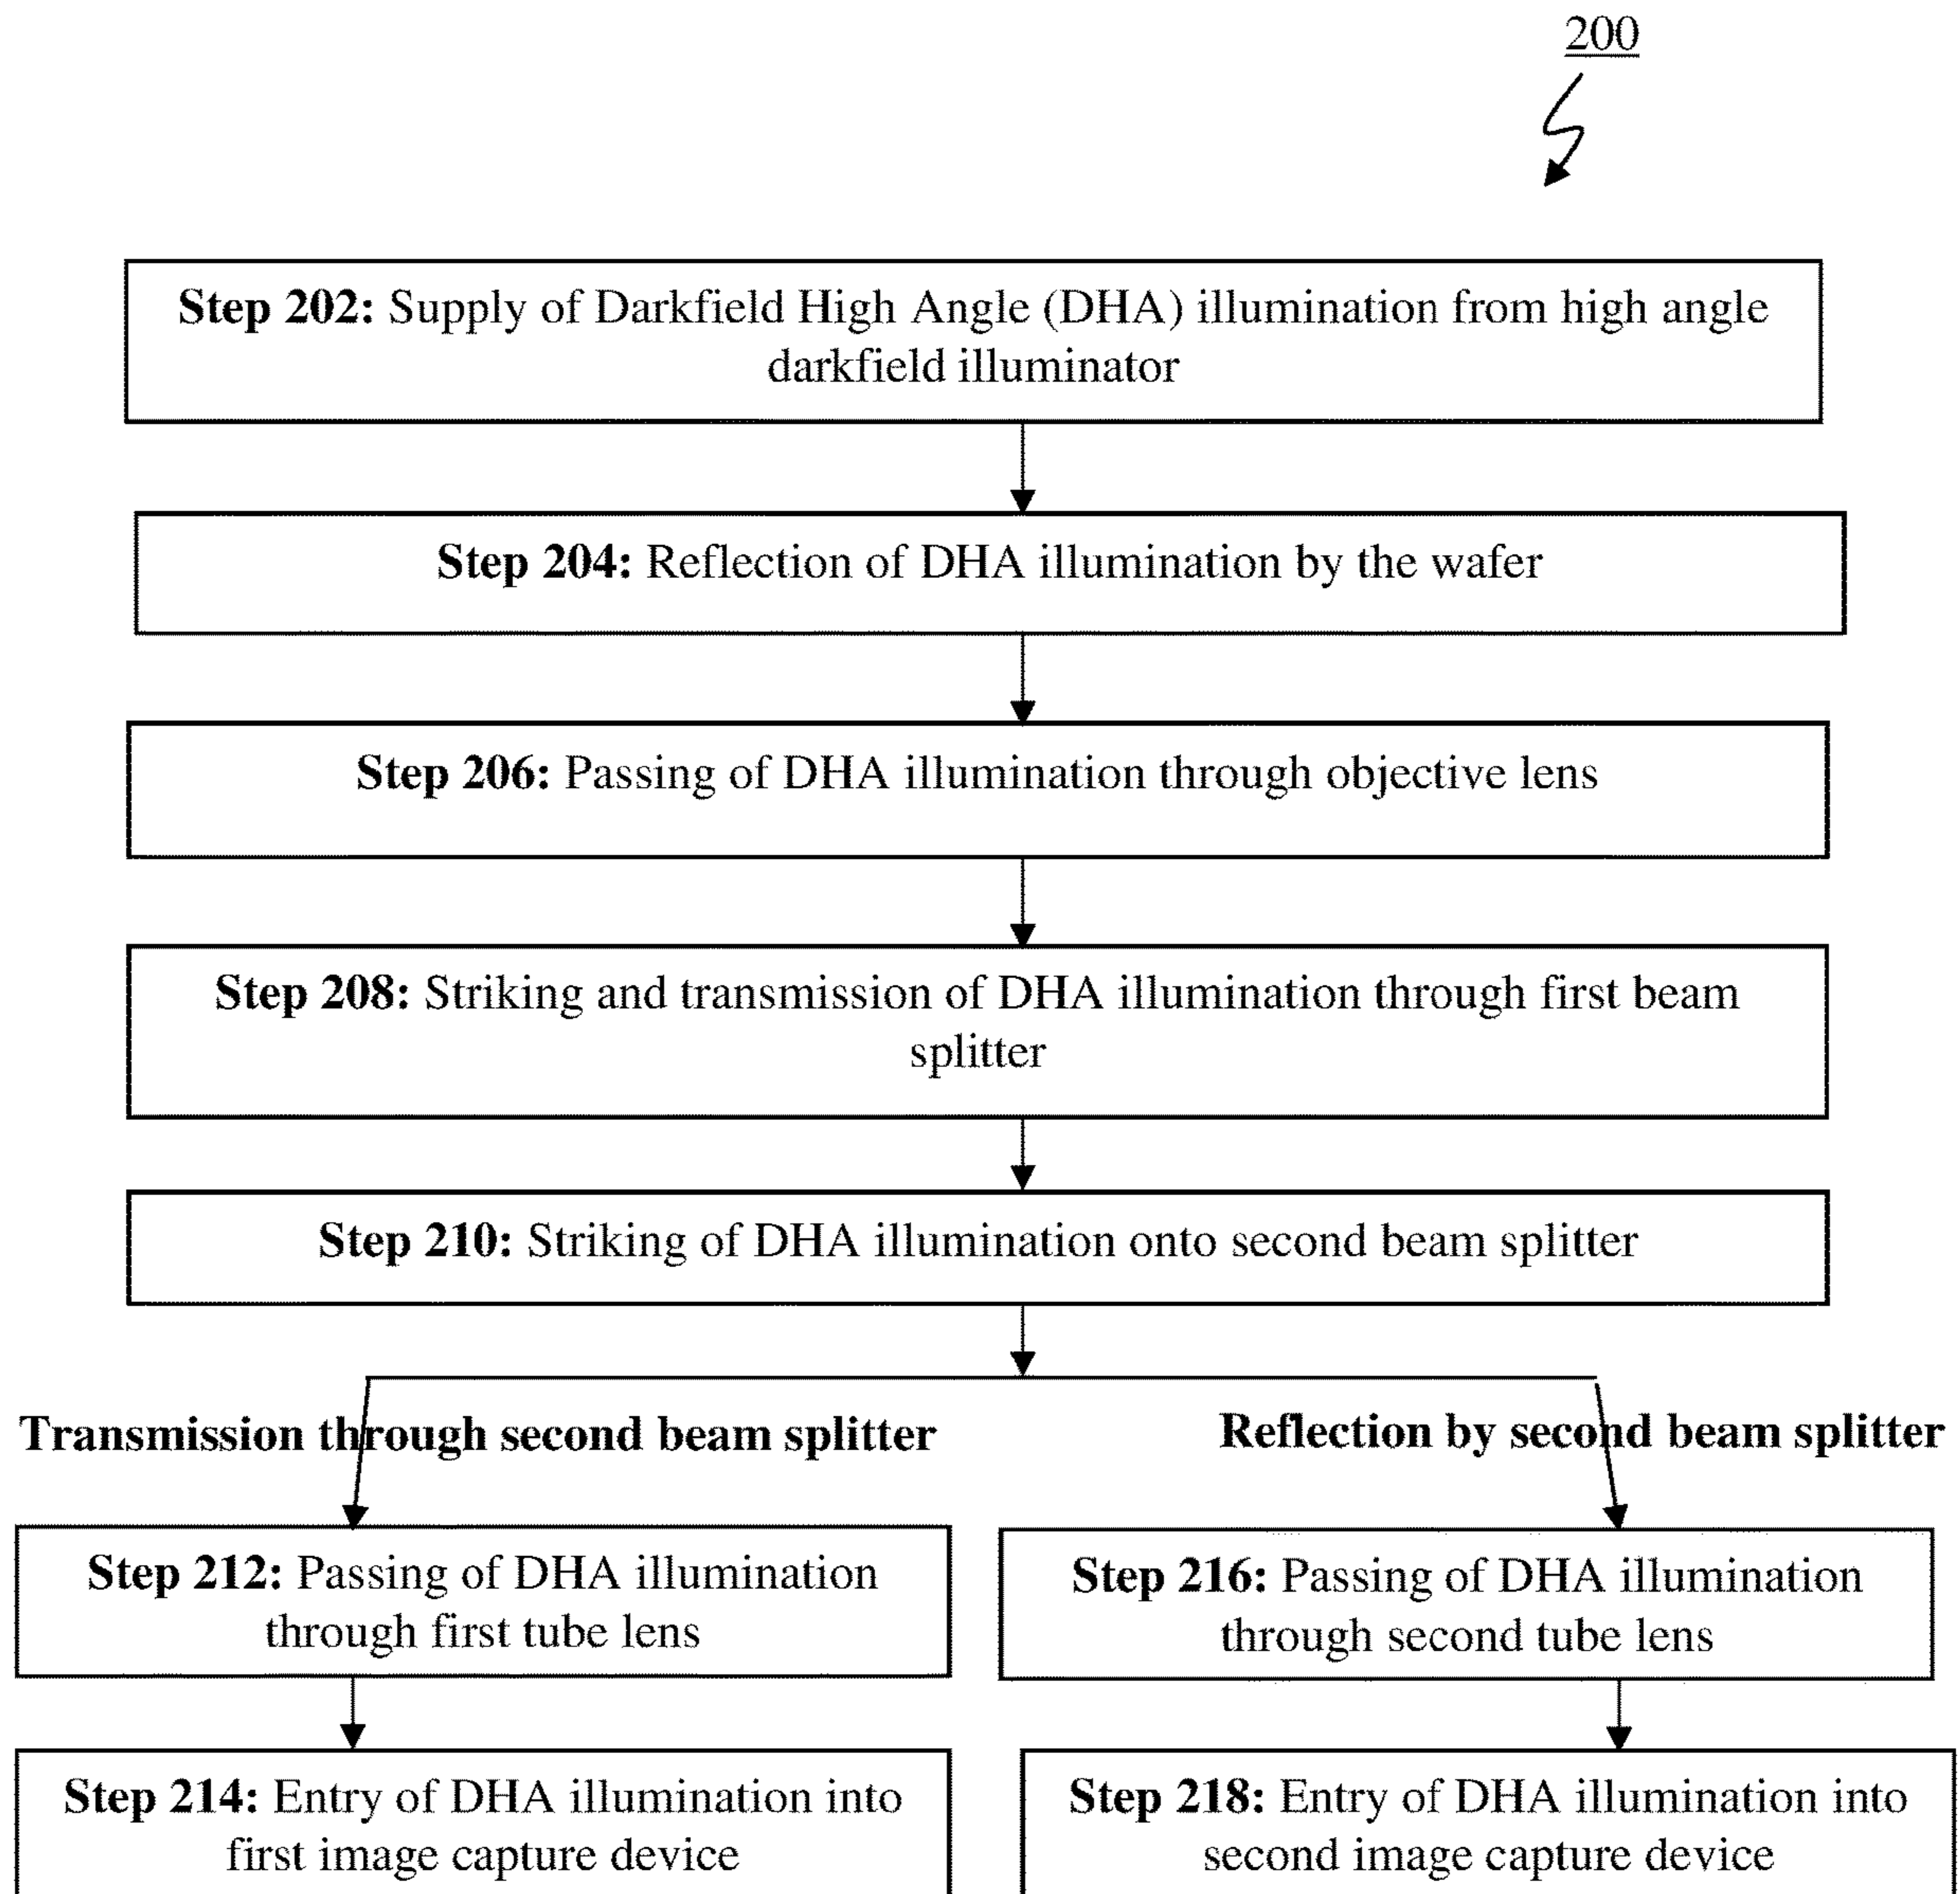 200
Step 202: Supply of Darkfield High Angle (DHA) illumination from high angle
darkfield illuminator
Step 204: Reflection of DHA illumination by the wafer
Step 206: Passing of DHA illumination through objective lens
Step 208: Striking and transmission of DHA illumination through first beam
splitter
Step 210: Striking of DHA illumination onto second beam splitter
Transmission through second beam splitter
Reflection by second beam splitter
Step 212: Passing of DHA illumination
through first tube lens
Step 216: Passing of DHA illumination
through second tube lens
Step 214: Entry of DHA illumination into
first image capture device
Step 218: Entry of DHA illumination into
second image capture device